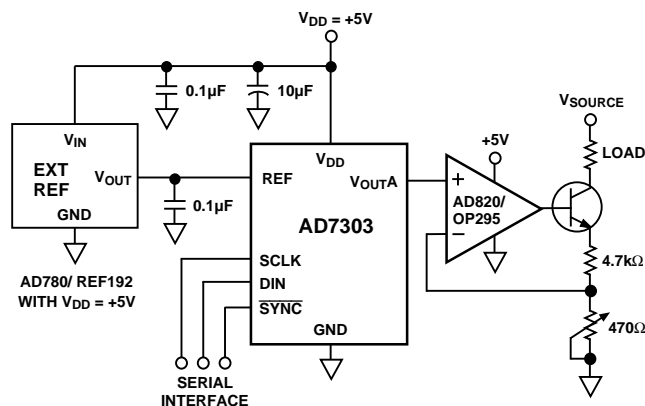 VDD = +5V
0.1μF
10μF
VSOURCE
LOAD
VIN
EXT
REF
VOUT
GND
0.1μF
AD780/ REF192
WITH VDD = +5V
VDD
REF
VOUTA
AD7303
SCLK
DIN
SYNC
GND
SERIAL
INTERFACE
+5V
+
AD820/
OP295
–
4.7kΩ
470Ω